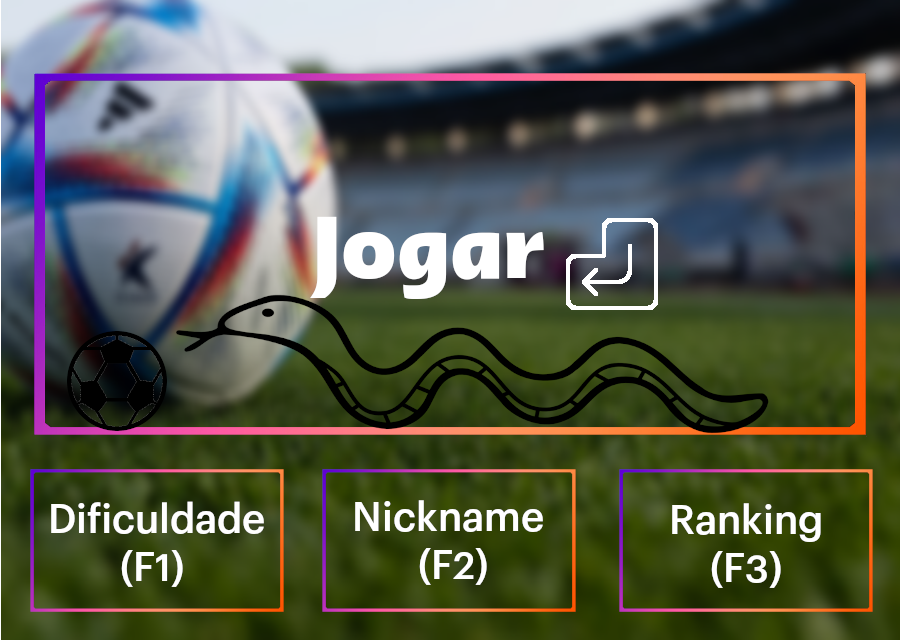 Jogar
Dificuldade
(F1)
Nickname
(F2)
Ranking
(F3)